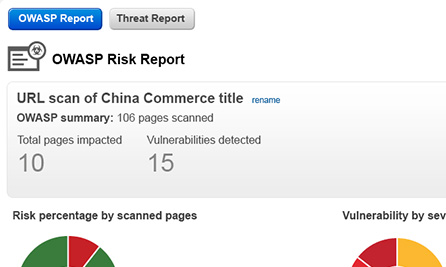 OWASP Report Threat Report
OWASP Risk Report
URL scan of China Commerce title rename
OWASP summary: 106 pages scanned
Total pages impacted Vulnerabilities detected
10 15
Risk percentage by scanned pages Vulnerability by sev